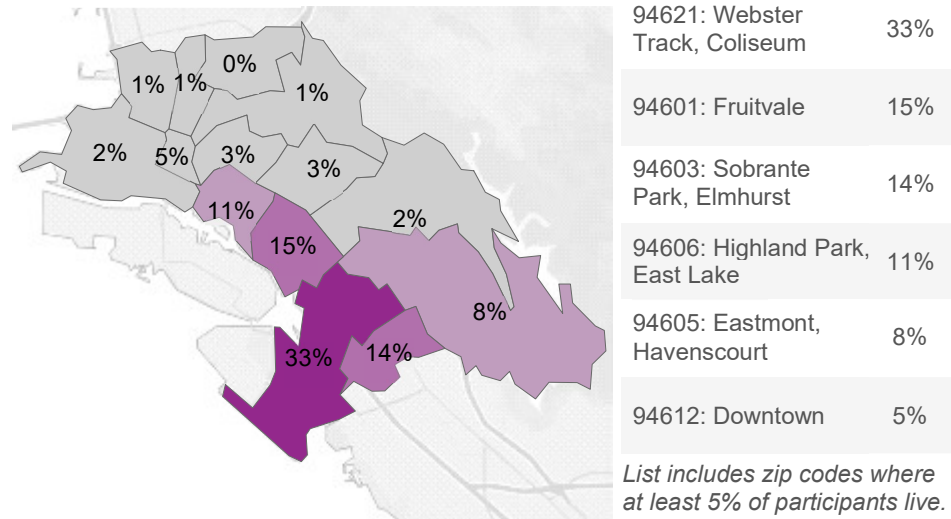 0%
1%
1%
1%
2%
5%
3%
3%
11%
2%
15%
8%
33%
14%
94621: Webster
Track, Coliseum
33%
94601: Fruitvale
15%
94603: Sobrante
Park, Elmhurst
14%
94606: Highland Park,
East Lake
11%
94605: Eastmont,
Havenscourt
8%
94612: Downtown
5%
List includes zip codes where
at least 5% of participants live.